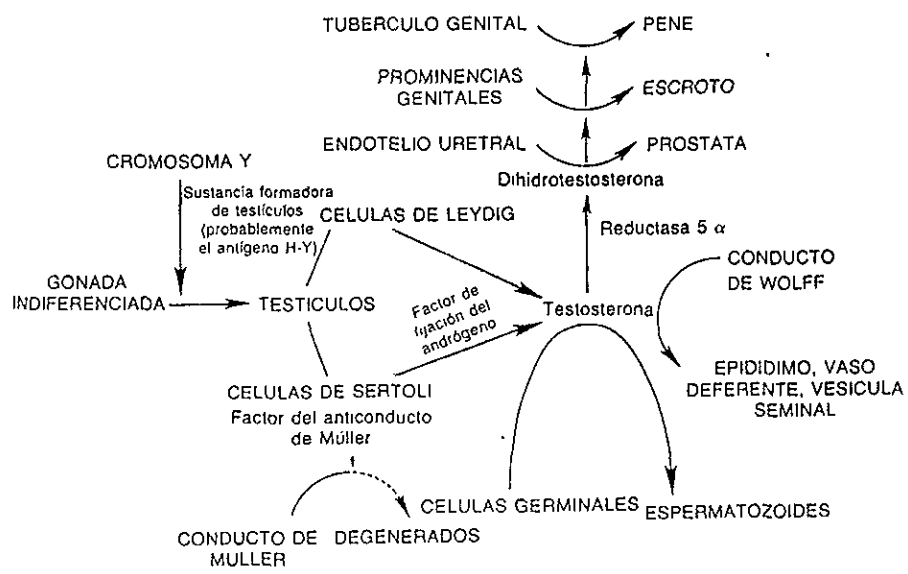 TUBERCULO GENITAL
PENE
PROMINENCIAS
GENITALES
ESCROTO
ENDOTELIO URETRAL
PROSTATA
Dihidrotestosterona
CROMOSOMA Y
Sustancia formadora
de testículos
(probablemente
el antígeno H-Y)
CELULAS DE LEYDIG
Reductasa 5 α
CONDUCTO
DE WOLFF
GONADA
INDIFERENCIADA
TESTICULOS
Factor de
fijación del
andrógeno
Testosterona
EPIDIDIMO, VASO
DEFERENTE, VESICULA
SEMINAL
CELULAS DE SERTOLI
Factor del anticonducto
de Müller
CELULAS GERMINALES
ESPERMATOZOIDES
CONDUCTO DE
MULLER
DEGENERADOS